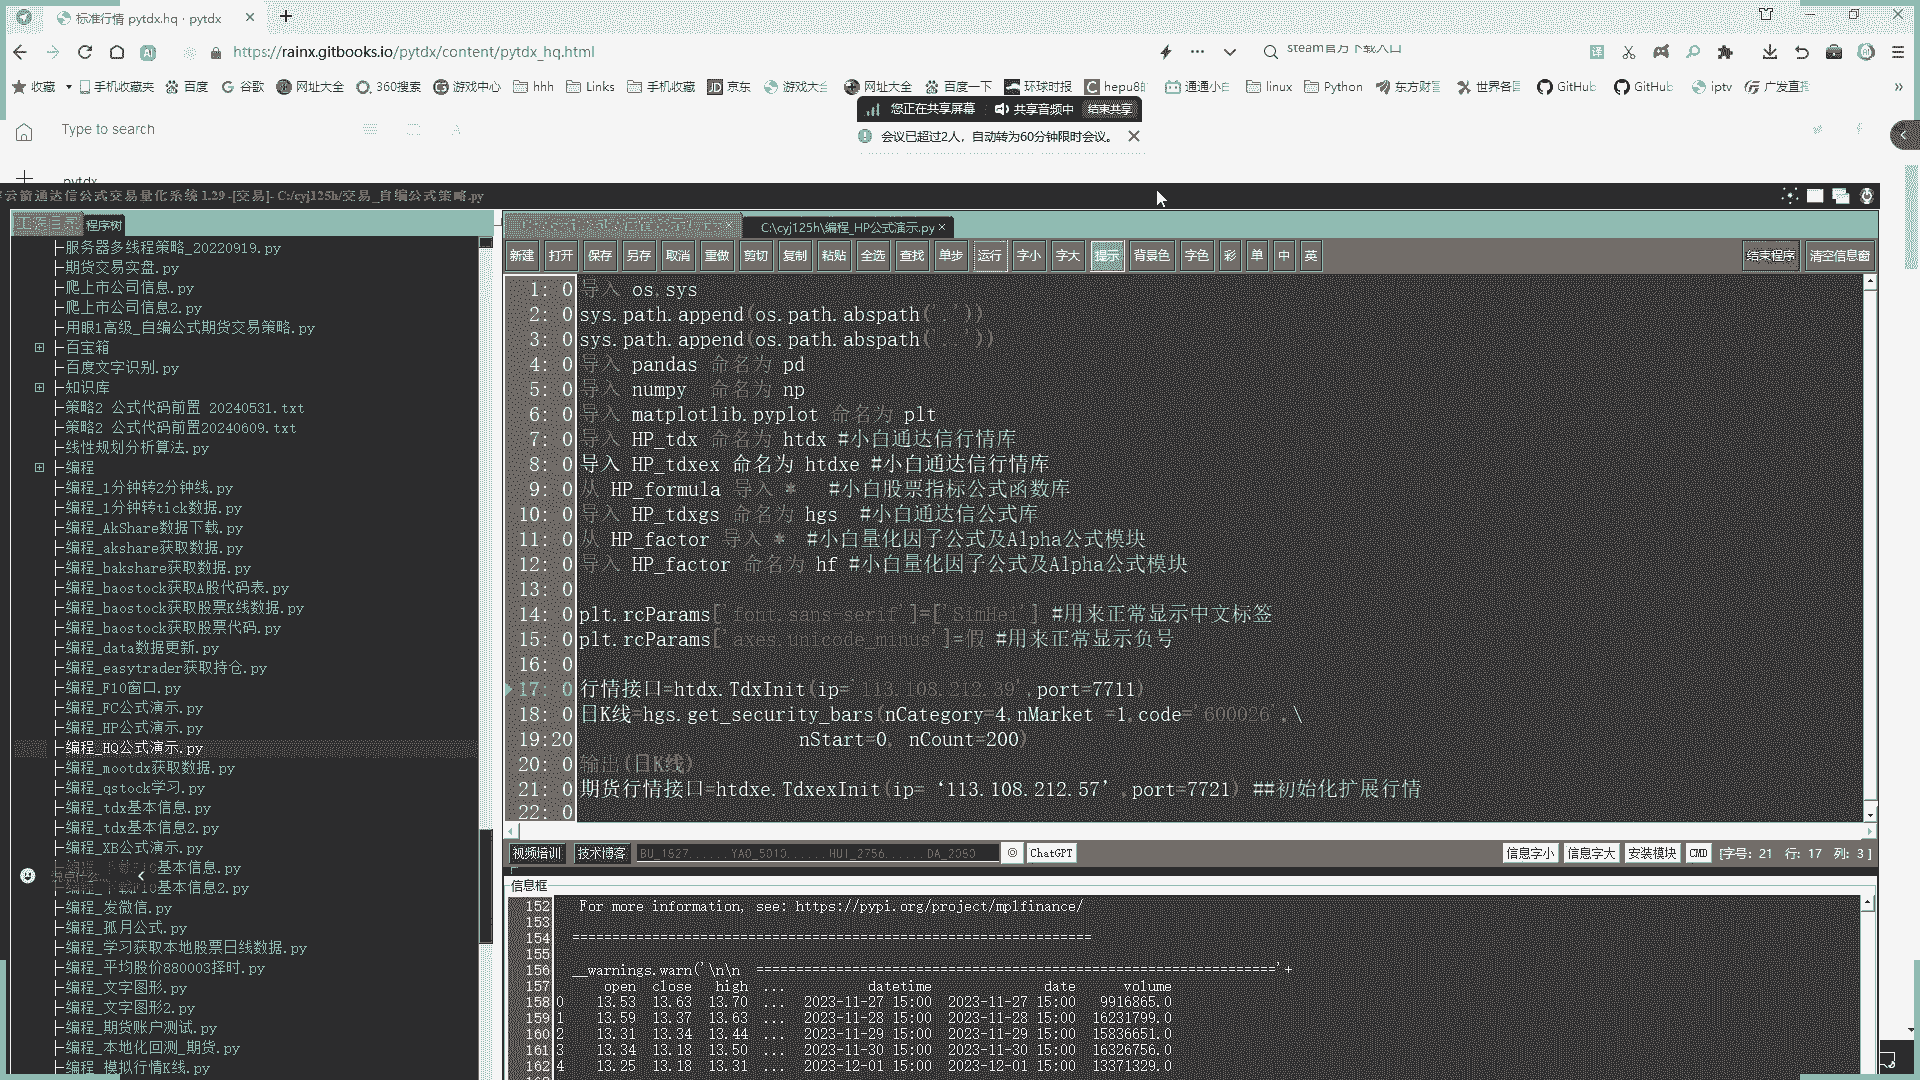 标准行情 pytdx.hq · pytdx
https://rainx.gitbooks.io/pytdx/content/pytdx_hq.html
steam官方下载入口
收藏 手机收藏夹 百度 谷歌 网址大全 360搜索 游戏中心 hhh Links 手机收藏 京东 游戏大全 网址大全 百度一下 环球时报 hepu8的 通通小白 linux Python 东方财富 世界各国 GitHub GitHub iptv 广发直播
您正在共享屏幕 共享音频中 结束共享
Type to search
会议已超过2人，自动转为60分钟限时会议。
pytdx
云箭通达信公式交易量化系统 1.29 -[交易]- C:/cyj125h/交易_自编公式策略.py
程序树
C:\cyj125h\编程_HP公式演示.py
新建 打开 保存 另存 取消 重做 剪切 复制 粘贴 全选 查找 单步 运行 字小 字大 提示 背景色 字色 彩 单 中 英 结束程序 清空信息窗
服务器多线程策略_20220919.py
期货交易实盘.py
爬上市公司信息.py
爬上市公司信息2.py
用眼1高级_自编公式期货交易策略.py
百宝箱
百度文字识别.py
知识库
策略2 公式代码前置 20240531.txt
策略2 公式代码前置20240609.txt
线性规划分析算法.py
编程
编程_1分钟转2分钟线.py
编程_1分钟转tick数据.py
编程_AkShare数据下载.py
编程_akshare获取数据.py
编程_bakshare获取数据.py
编程_baostock获取A股代码表.py
编程_baostock获取股票K线数据.py
编程_baostock获取股票代码.py
编程_data数据更新.py
编程_easytrader获取持仓.py
编程_F10窗口.py
编程_FC公式演示.py
编程_HP公式演示.py
编程_HQ公式演示.py
编程_mootdx获取数据.py
编程_qstock学习.py
编程_tdx基本信息.py
编程_tdx基本信息2.py
编程_XB公式演示.py
基本信息.py
基本信息2.py
编程_发微信.py
编程_抓月公式.py
编程_学习获取本地股票日线数据.py
编程_平均股价880003择时.py
编程_文字图形.py
编程_文字图形2.py
编程_期货账户测试.py
编程_本地化回测_期货.py
编程_模拟行情K线.py
1: 0 导入 os,sys
2: 0 sys.path.append(os.path.abspath( ))
3: 0 sys.path.append(os.path.abspath( ))
4: 0 导入 pandas 命名为 pd
5: 0 导入 numpy 命名为 np
6: 0 导入 matplotlib.pyplot 命名为 plt
7: 0 导入 HP_tdx 命名为 htdx #小白通达信行情库
8: 0 导入 HP_tdxex 命名为 htdxe #小白通达信行情库
9: 0 从 HP_formula 导入 * #小白股票指标公式函数库
10: 0 导入 HP_tdxgs 命名为 hgs #小白通达信公式库
11: 0 从 HP_factor 导入 * #小白量化因子公式及Alpha公式模块
12: 0 导入 HP_factor 命名为 hf #小白量化因子公式及Alpha公式模块
13: 0
14: 0 plt.rcParams['font.sans-serif']=['SimHei'] #用来正常显示中文标签
15: 0 plt.rcParams['axes.unicode_minus']=假 #用来正常显示负号
16: 0
17: 0 行情接口=htdx.TdxInit(ip='113.108.212.39',port=7711)
18: 0 日K线=hgs.get_security_bars(nCategory=4,nMarket =1,code='600026',\
19:20 nStart=0, nCount=200)
20: 0 输出(日K线)
21: 0 期货行情接口=htdxe.TdxexInit(ip=‘113.108.212.57’,port=7721) ##初始化扩展行情
22: 0
视频培训 技术博客 ChatGPT 信息字小 信息字大 安装模块 CMD [字号: 21 行: 17 列: 3 ]
信息框
152 For more information, see: https://pypi.org/project/mplfinance/
153
154 ==================================================================
155
156 __warnings.warn('\n\n ==================================================================' +
157 open close high ... datetime date volume
158 0 13.53 13.63 13.70 ... 2023-11-27 15:00 2023-11-27 15:00 9916865.0
159 1 13.59 13.37 13.63 ... 2023-11-28 15:00 2023-11-28 15:00 16231799.0
160 2 13.31 13.34 13.44 ... 2023-11-29 15:00 2023-11-29 15:00 15836651.0
161 3 13.34 13.18 13.50 ... 2023-11-30 15:00 2023-11-30 15:00 16326756.0
162 4 13.25 13.18 13.31 ... 2023-12-01 15:00 2023-12-01 15:00 13371329.0